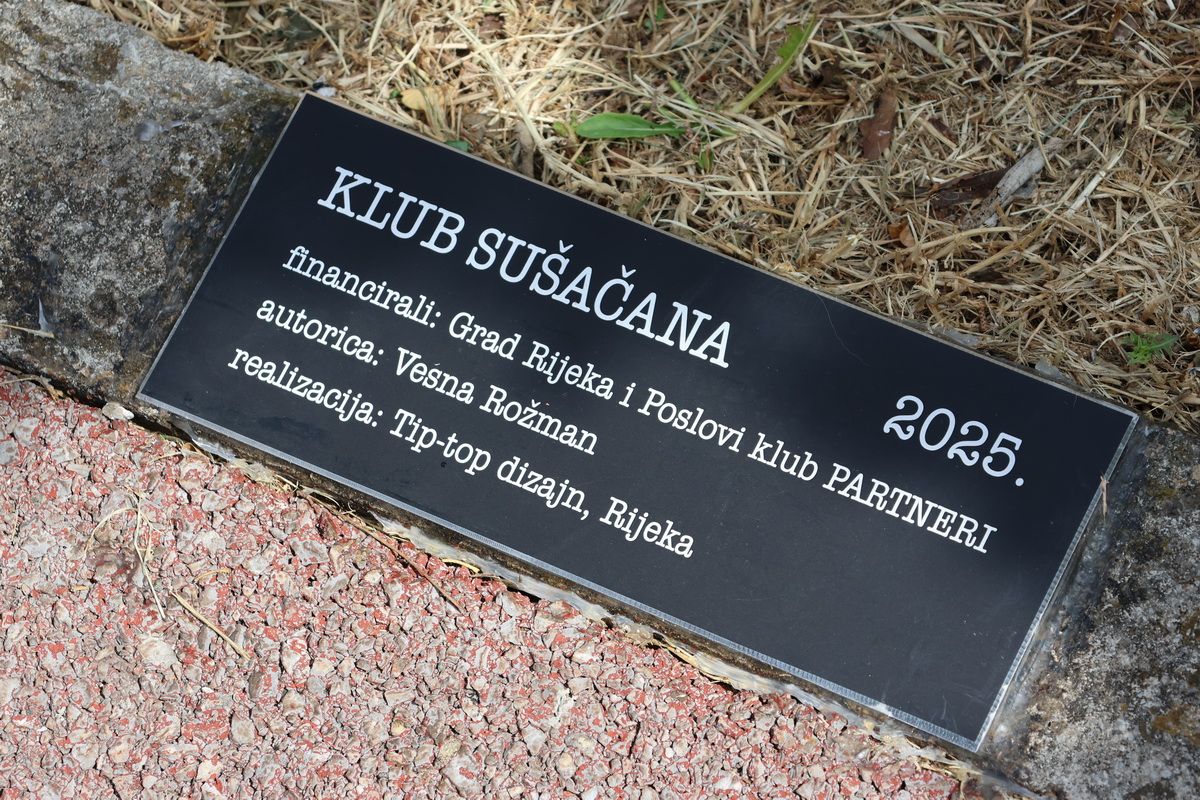 KLUB SUŠAČANA
2025.
financirali: Grad Rijeka i Poslovi klub PARTNERI
autorica: Vesna Rožman
realizacija: Tip-top dizajn, Rijeka